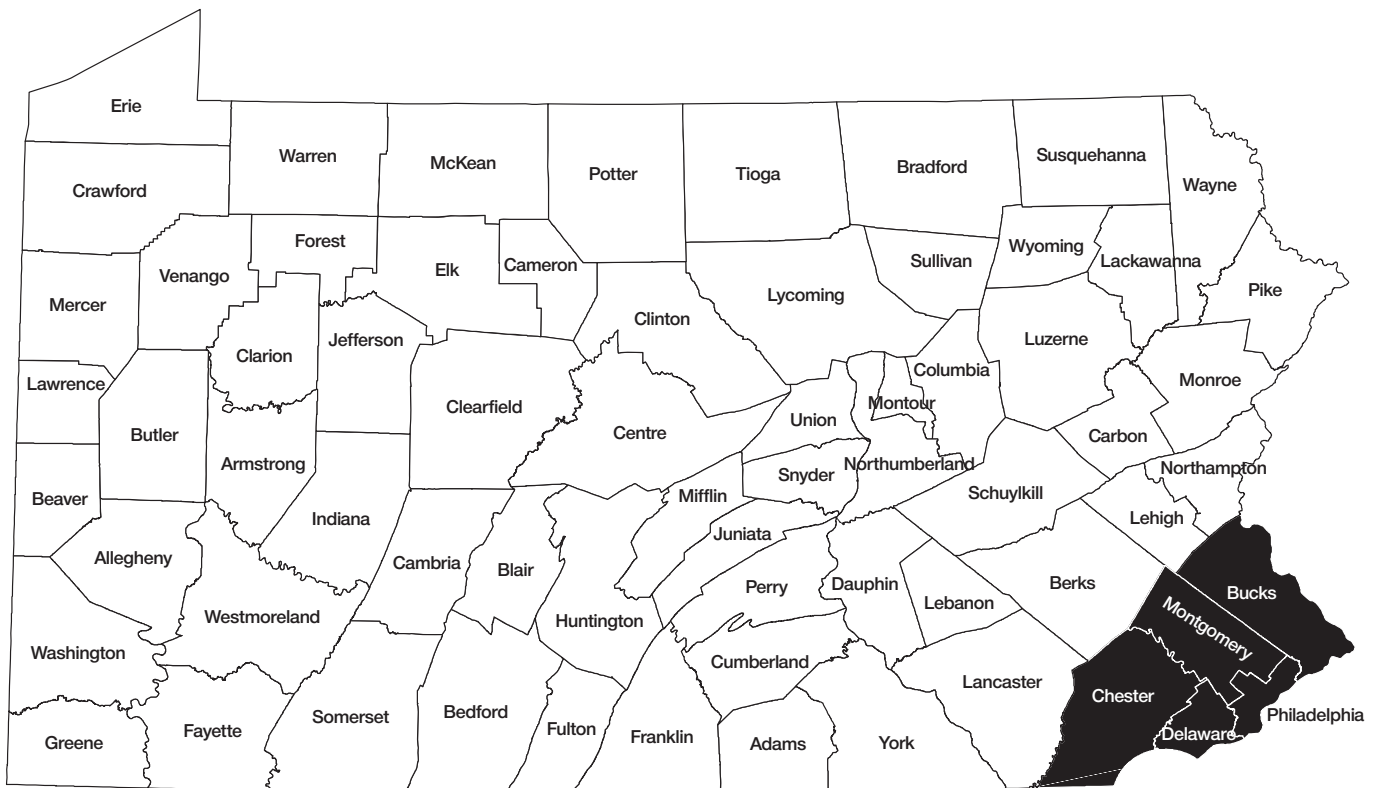 Erie
Warren
McKean
Potter
Tioga
Bradford
Susquehanna
Wayne
Crawford
Forest
Elk
Cameron
Venango
Sullivan
Wyoming
Lackawanna
Pike
Mercer
Lycoming
Clinton
Luzerne
Jefferson
Clarion
Lawrence
Columbia
Monroe
Montour
Clearfield
Butler
Centre
Union
Carbon
Armstrong
Snyder
Northumberland
Northampton
Beaver
Mifflin
Schuylkill
Indiana
Juniata
Lehigh
Allegheny
Cambria
Blair
Perry
Dauphin
Lebanon
Berks
Bucks
Westmoreland
Huntington
Montgomery
Washington
Cumberland
Lancaster
Chester
Greene
Fayette
Somerset
Bedford
Fulton
Franklin
Adams
York
Delaware
Philadelphia